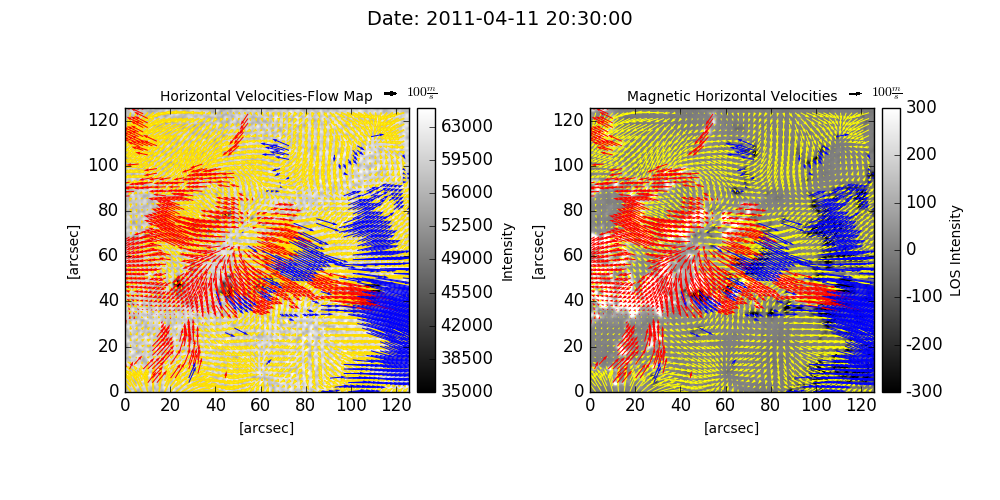 Date: 2011-04-11 20:30:00
Horizontal Velocities-Flow Map
100 m/s
Magnetic Horizontal Velocities
100 m/s
120
100
80
60
40
20
0
[arcsec]
0 20 40 60 80 100 120
[arcsec]
63000
59500
56000
52500
49000
45500
42000
38500
35000
Intensity
120
100
80
60
40
20
0
[arcsec]
0 20 40 60 80 100 120
[arcsec]
300
200
100
0
-100
-200
-300
LOS Intensity